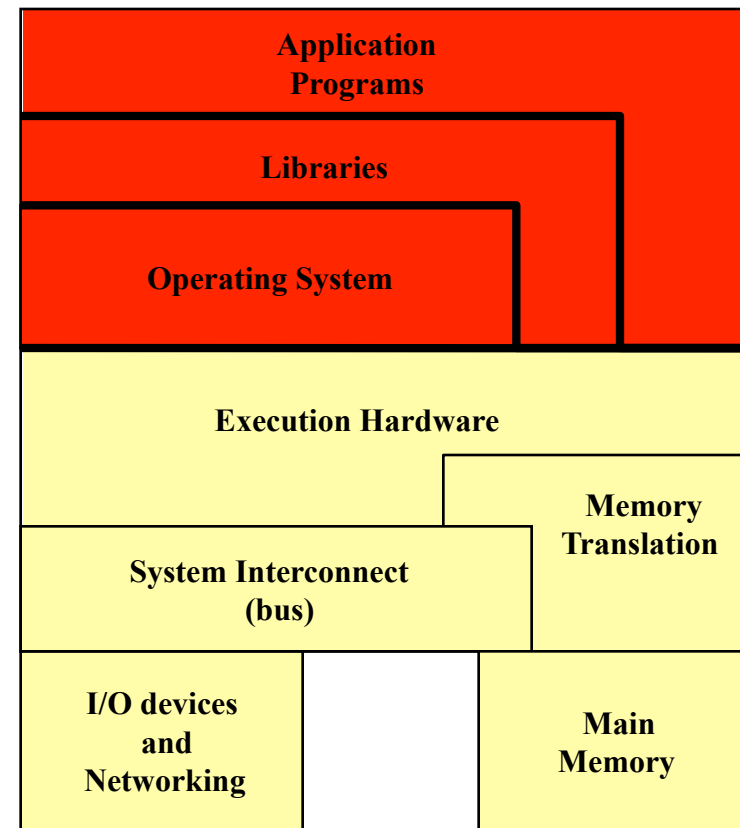 Application
Programs
Libraries
Operating System
Execution Hardware
Memory
Translation
System Interconnect
(bus)
I/O devices
and
Networking
Main
Memory